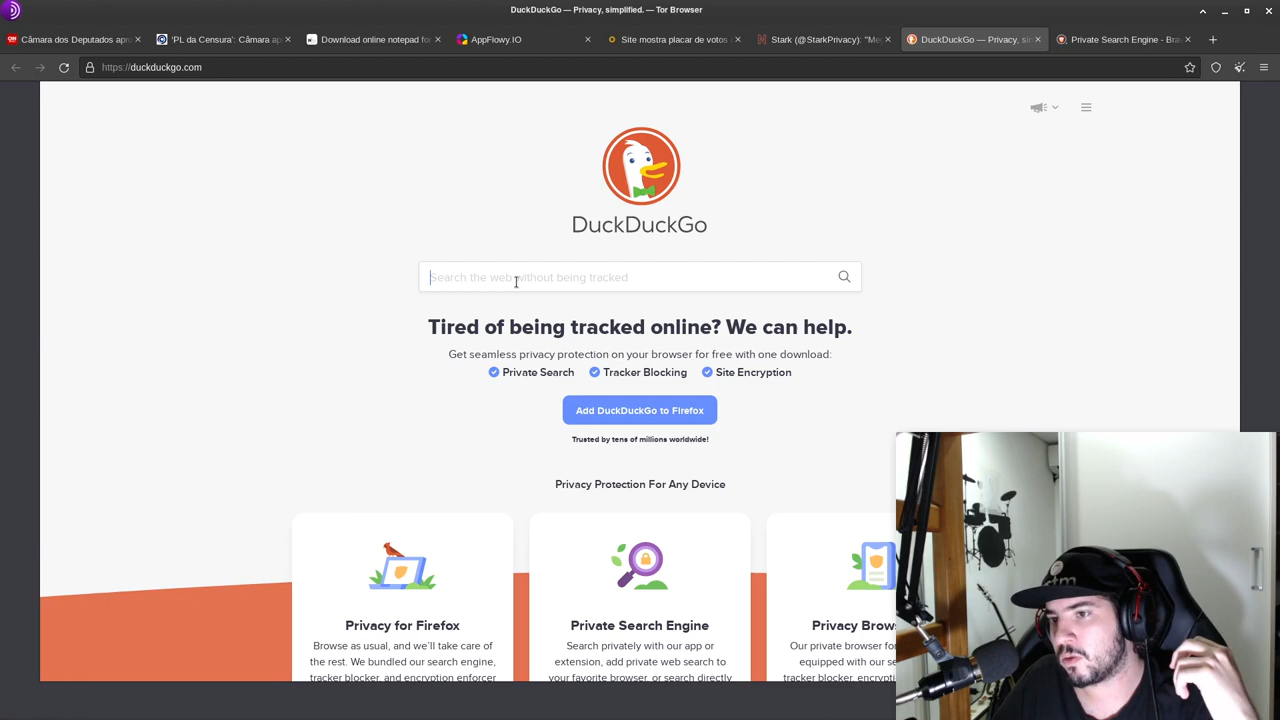 DuckDuckGo — Privacy, simplified. — Tor Browser
Câmara dos Deputados apro
'PL da Censura': Câmara ap
Download online notepad for
AppFlowy.IO
Site mostra placar de votos
Stark (@StarkPrivacy): "Me
DuckDuckGo — Privacy, sim
Private Search Engine - Brav
https://duckduckgo.com
DuckDuckGo
Search the web without being tracked
Tired of being tracked online? We can help.
Get seamless privacy protection on your browser for free with one download:
Private Search Tracker Blocking Site Encryption
Add DuckDuckGo to Firefox
Trusted by tens of millions worldwide!
Privacy Protection For Any Device
Privacy for Firefox
Browse as usual, and we'll take care of
the rest. We bundled our search engine,
tracker blocker, and encryption enforcer
Private Search Engine
Search privately with our app or
extension, add private web search to
your favorite browser, or search directly
Privacy Brows
Our private browser for
equipped with our se
tracker blocker, encryption